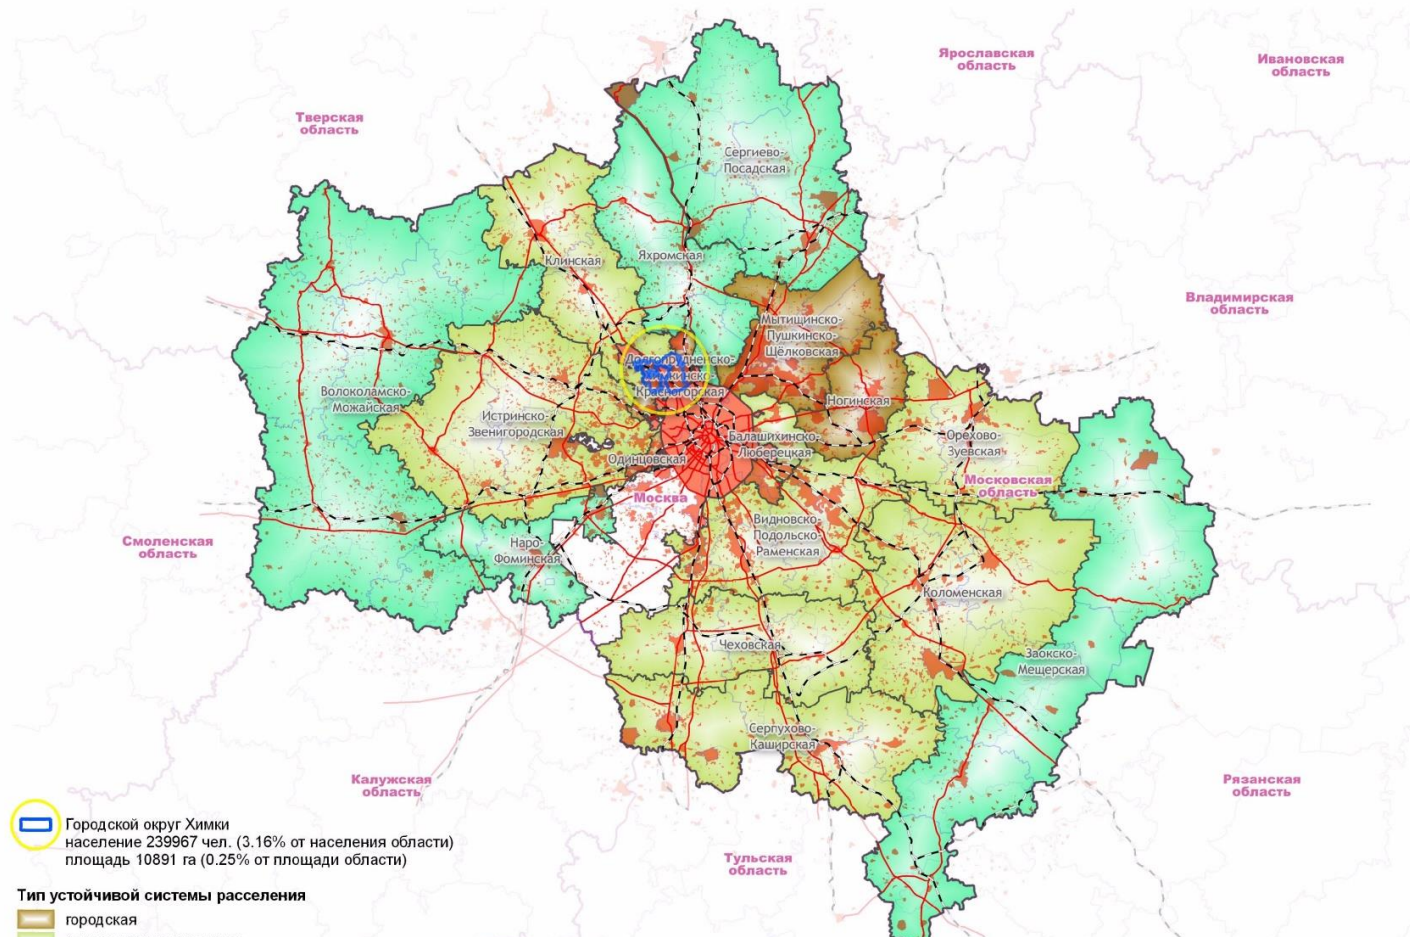 Ярославская
область
Ивановская
область
Тверская
область
Сергиево-
Посадская
Яхромская
Клинская
Владимирская
область
Мытищинско-
Пушкинско-
Щёлковская
Долгопрудненско-
Химкинско-
Красногорская
Волоколамско-
Можайская
Истринско-
Звенигородская
Ногинская
Балашихинско-
Люберецкая
Орехово-
Зуевская
Одинцовская
Московская
область
Москва
Смоленская
область
Наро-
Фоминская
Видновско-
Подольско-
Раменская
Коломенская
Чеховская
Заокско-
Мещерская
Серпухово-
Каширская
Калужская
область
Рязанская
область
Тульская
область
Городской округ Химки
население 239967 чел. (3.16% от населения области)
площадь 10891 га (0.25% от площади области)
Тип устойчивой системы расселения
городская